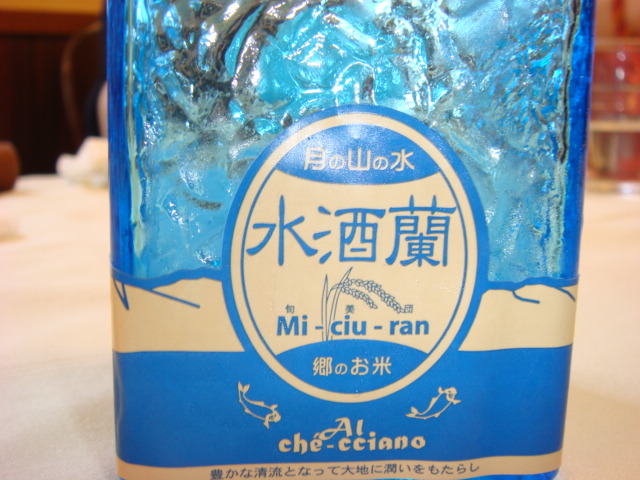 月の山の水
水酒蘭
旬 美 団
Mi - ciu - ran
郷のお米
Al
chê-cciano
豊かな清流となって大地に潤いをもたらし